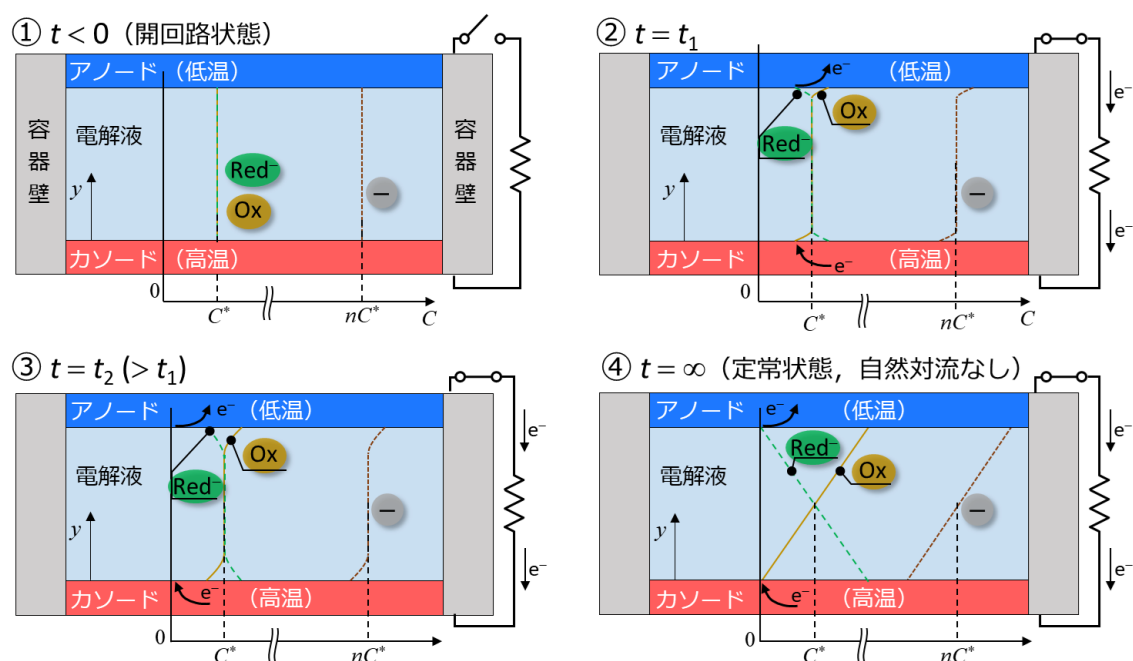 ① t < 0（開回路状態）
アノード（低温）
容器壁
電解液
y
Red⁻
Ox
−
容器壁
カソード（高温）
0
C*
nC*
C
② t = t₁
アノード
e⁻
（低温）
e⁻
電解液
Red⁻
Ox
y
−
カソード
e⁻
（高温）
e⁻
0
C*
nC*
C
③ t = t₂ (> t₁)
アノード
e⁻
（低温）
e⁻
電解液
Ox
Red⁻
y
−
カソード
e⁻
（高温）
e⁻
0
C*
nC*
④ t = ∞（定常状態，自然対流なし）
アノード
e⁻
（低温）
e⁻
電解液
Red⁻
Ox
y
−
カソード
e⁻
（高温）
e⁻
0
C*
nC*